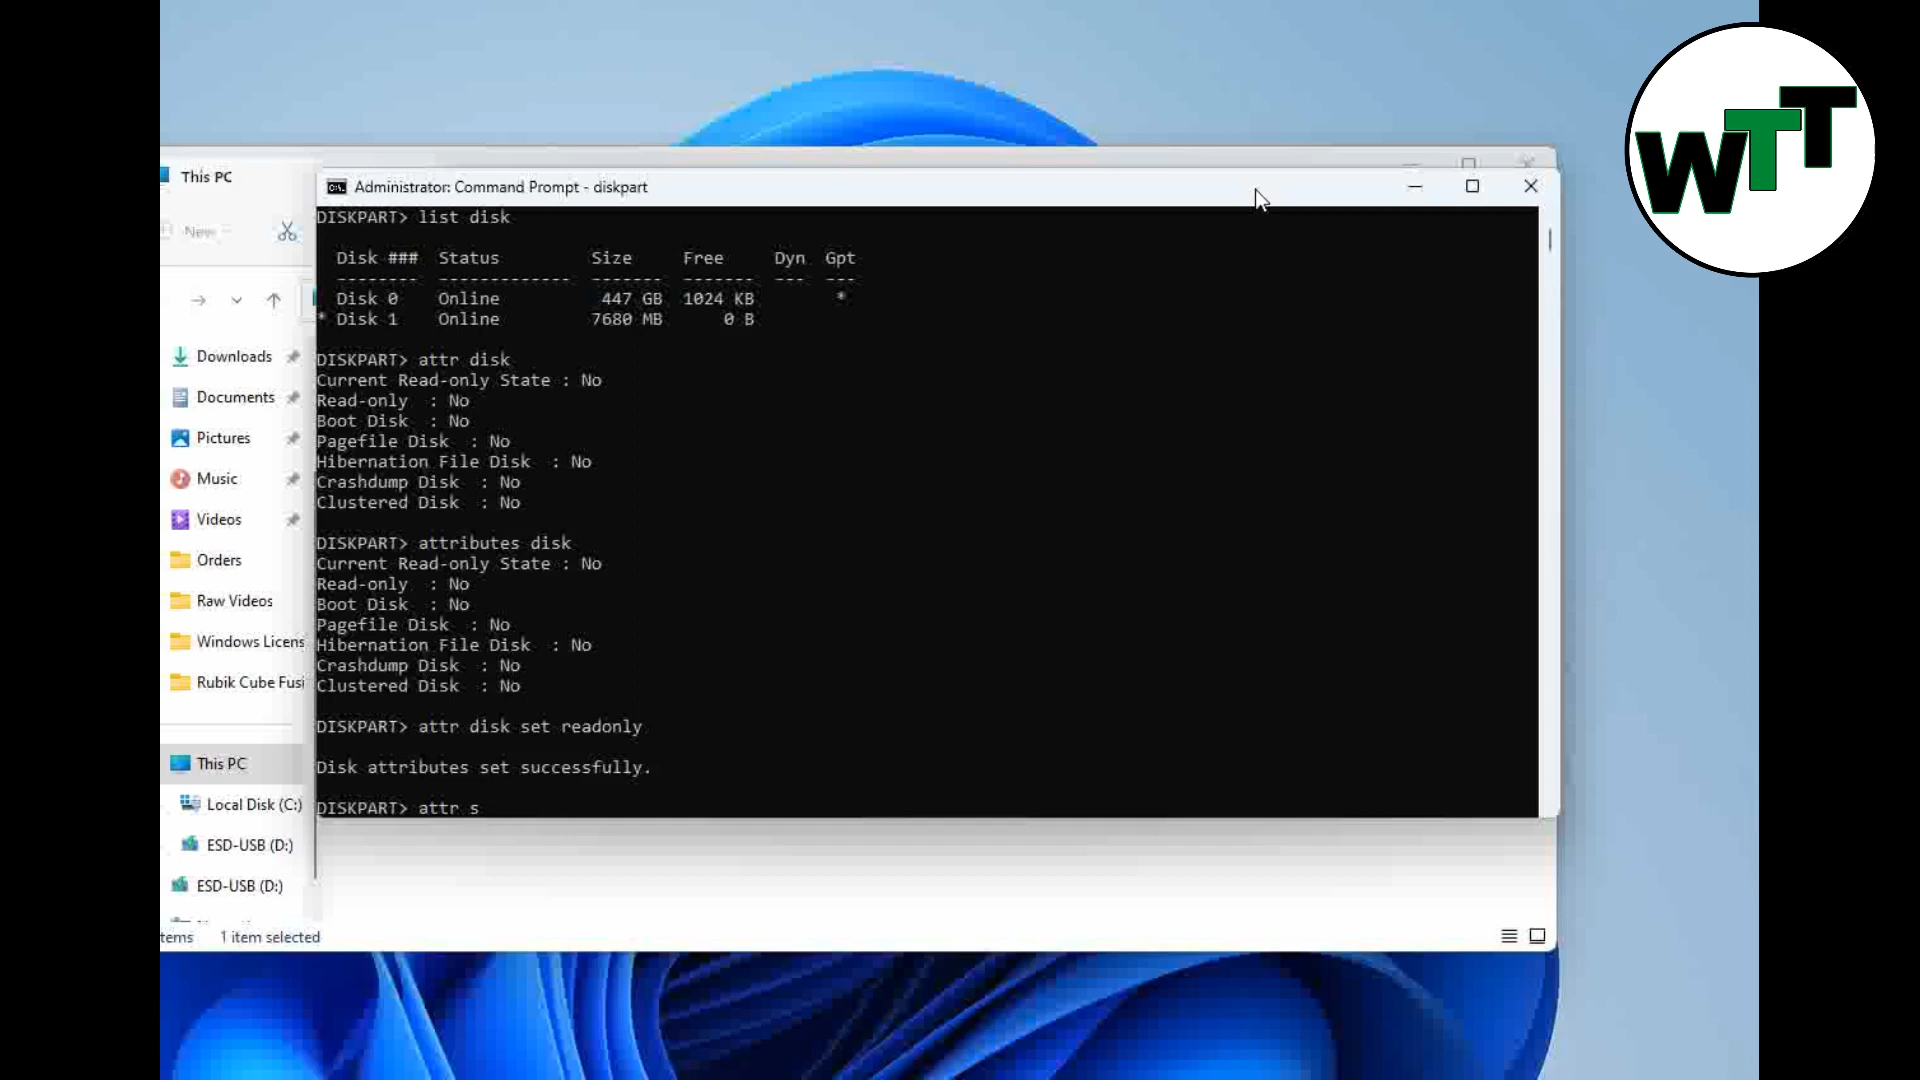 WTT
This PC
New
Administrator: Command Prompt - diskpart
DISKPART> list disk
Disk ###  Status         Size     Free     Dyn  Gpt
--------  -------------  -------  -------  ---  ---
Disk 0    Online          447 GB  1024 KB        *
* Disk 1    Online         7680 MB      0 B
DISKPART> attr disk
Current Read-only State : No
Read-only  : No
Boot Disk  : No
Pagefile Disk  : No
Hibernation File Disk  : No
Crashdump Disk  : No
Clustered Disk  : No
DISKPART> attributes disk
Current Read-only State : No
Read-only  : No
Boot Disk  : No
Pagefile Disk  : No
Hibernation File Disk  : No
Crashdump Disk  : No
Clustered Disk  : No
DISKPART> attr disk set readonly
Disk attributes set successfully.
DISKPART> attr s
Downloads
Documents
Pictures
Music
Videos
Orders
Raw Videos
Windows Licens
Rubik Cube Fusi
This PC
Local Disk (C:)
ESD-USB (D:)
ESD-USB (D:)
tems 1 item selected